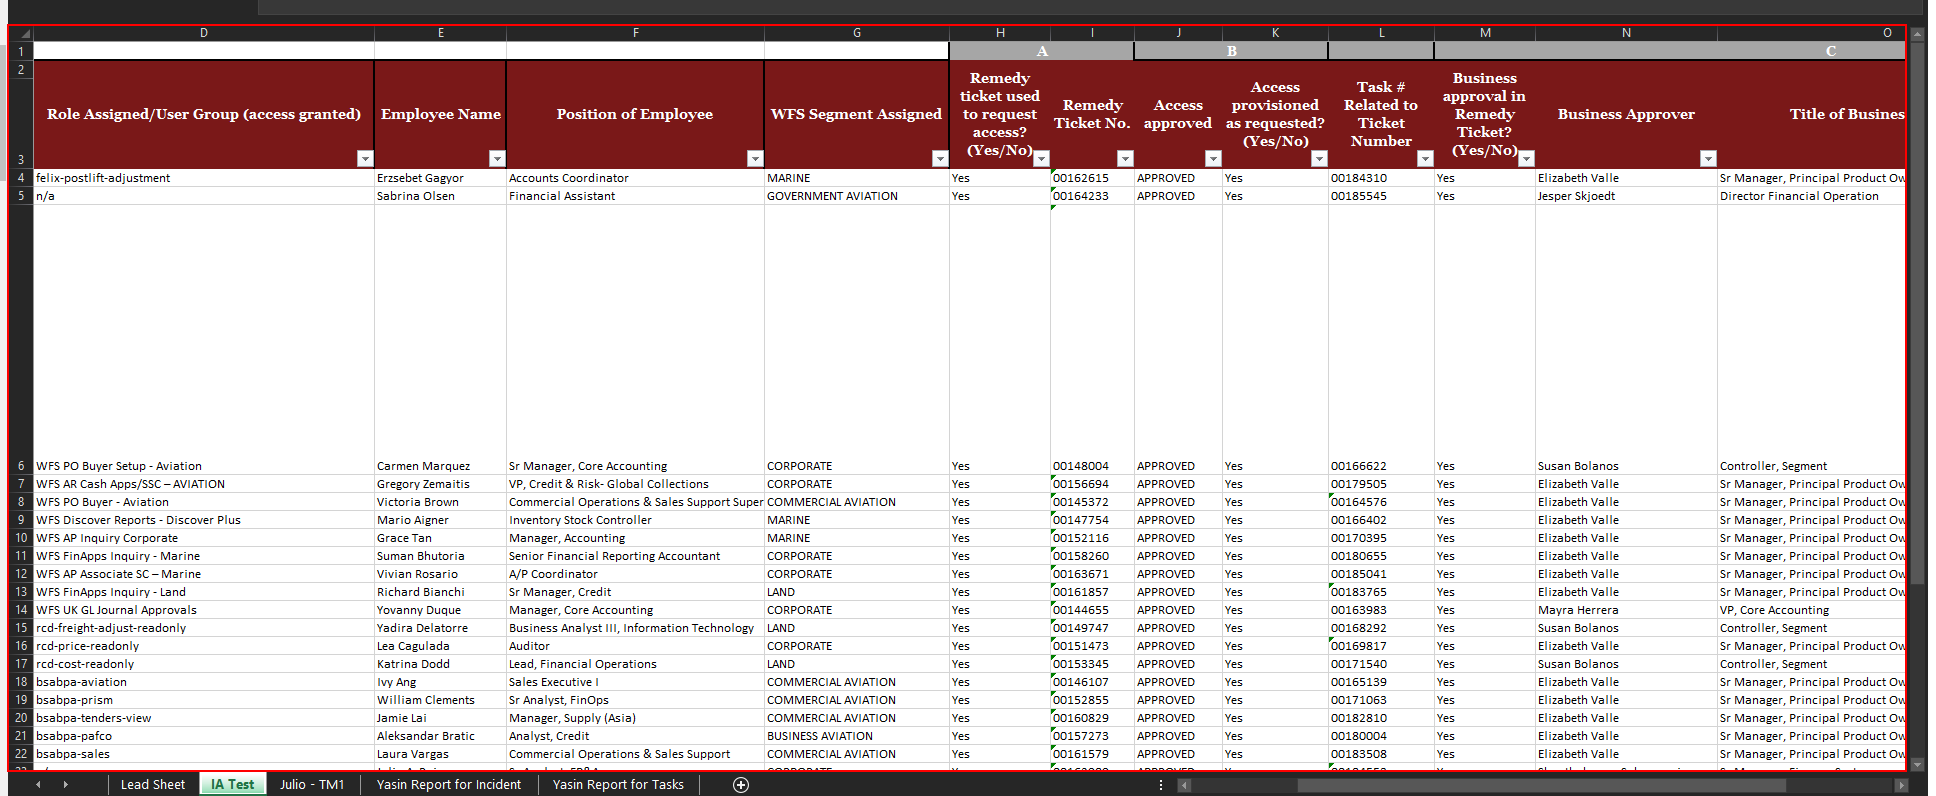 D E F G H I J K L M N O
1 A B C
2
3 Role Assigned/User Group (access granted) Employee Name Position of Employee WFS Segment Assigned Remedy ticket used to request access? (Yes/No) Remedy Ticket No. Access approved Access provisioned as requested? (Yes/No) Task # Related to Ticket Number Business approval in Remedy Ticket? (Yes/No) Business Approver Title of Busines
4 felix-postlift-adjustment Erzsebet Gagyor Accounts Coordinator MARINE Yes 00162615 APPROVED Yes 00184310 Yes Elizabeth Valle Sr Manager, Principal Product Ow
5 n/a Sabrina Olsen Financial Assistant GOVERNMENT AVIATION Yes 00164233 APPROVED Yes 00185545 Yes Jesper Skjoedt Director Financial Operation
6 WFS PO Buyer Setup - Aviation Carmen Marquez Sr Manager, Core Accounting CORPORATE Yes 00148004 APPROVED Yes 00166622 Yes Susan Bolanos Controller, Segment
7 WFS AR Cash Apps/SSC – AVIATION Gregory Zemaitis VP, Credit & Risk- Global Collections CORPORATE Yes 00156694 APPROVED Yes 00179505 Yes Elizabeth Valle Sr Manager, Principal Product Ow
8 WFS PO Buyer - Aviation Victoria Brown Commercial Operations & Sales Support Super COMMERCIAL AVIATION Yes 00145372 APPROVED Yes 00164576 Yes Elizabeth Valle Sr Manager, Principal Product Ow
9 WFS Discover Reports - Discover Plus Mario Aigner Inventory Stock Controller MARINE Yes 00147754 APPROVED Yes 00166402 Yes Elizabeth Valle Sr Manager, Principal Product Ow
10 WFS AP Inquiry Corporate Grace Tan Manager, Accounting MARINE Yes 00152116 APPROVED Yes 00170395 Yes Elizabeth Valle Sr Manager, Principal Product Ow
11 WFS FinApps Inquiry - Marine Suman Bhutoria Senior Financial Reporting Accountant CORPORATE Yes 00158260 APPROVED Yes 00180655 Yes Elizabeth Valle Sr Manager, Principal Product Ow
12 WFS AP Associate SC – Marine Vivian Rosario A/P Coordinator CORPORATE Yes 00163671 APPROVED Yes 00185041 Yes Elizabeth Valle Sr Manager, Principal Product Ow
13 WFS FinApps Inquiry - Land Richard Bianchi Sr Manager, Credit LAND Yes 00161857 APPROVED Yes 00183765 Yes Elizabeth Valle Sr Manager, Principal Product Ow
14 WFS UK GL Journal Approvals Yovanny Duque Manager, Core Accounting CORPORATE Yes 00144655 APPROVED Yes 00163983 Yes Mayra Herrera VP, Core Accounting
15 rcd-freight-adjust-readonly Yadira Delatorre Business Analyst III, Information Technology LAND Yes 00149747 APPROVED Yes 00168292 Yes Susan Bolanos Controller, Segment
16 rcd-price-readonly Lea Cagulada Auditor CORPORATE Yes 00151473 APPROVED Yes 00169817 Yes Elizabeth Valle Sr Manager, Principal Product Ow
17 rcd-cost-readonly Katrina Dodd Lead, Financial Operations LAND Yes 00153345 APPROVED Yes 00171540 Yes Susan Bolanos Controller, Segment
18 bsabpa-aviation Ivy Ang Sales Executive I COMMERCIAL AVIATION Yes 00146107 APPROVED Yes 00165139 Yes Elizabeth Valle Sr Manager, Principal Product Ow
19 bsabpa-prism William Clements Sr Analyst, FinOps COMMERCIAL AVIATION Yes 00152855 APPROVED Yes 00171063 Yes Elizabeth Valle Sr Manager, Principal Product Ow
20 bsabpa-tenders-view Jamie Lai Manager, Supply (Asia) COMMERCIAL AVIATION Yes 00160829 APPROVED Yes 00182810 Yes Elizabeth Valle Sr Manager, Principal Product Ow
21 bsabpa-pafco Aleksandar Bratic Analyst, Credit BUSINESS AVIATION Yes 00157273 APPROVED Yes 00180004 Yes Elizabeth Valle Sr Manager, Principal Product Ow
22 bsabpa-sales Laura Vargas Commercial Operations & Sales Support COMMERCIAL AVIATION Yes 00161579 APPROVED Yes 00183508 Yes Elizabeth Valle Sr Manager, Principal Product Ow
Lead Sheet IA Test Julio - TM1 Yasin Report for Incident Yasin Report for Tasks